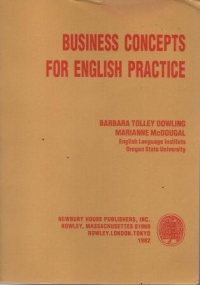 BUSINESS CONCEPTS
FOR ENGLISH PRACTICE
BARBARA TOLLEY DOWLING
MARIANNE McDOUGAL
English Language Institute
Oregon State University
NEWBURY HOUSE PUBLISHERS, INC.
ROWLEY, MASSACHUSETTS 01969
ROWLEY, LONDON, TOKYO
1982